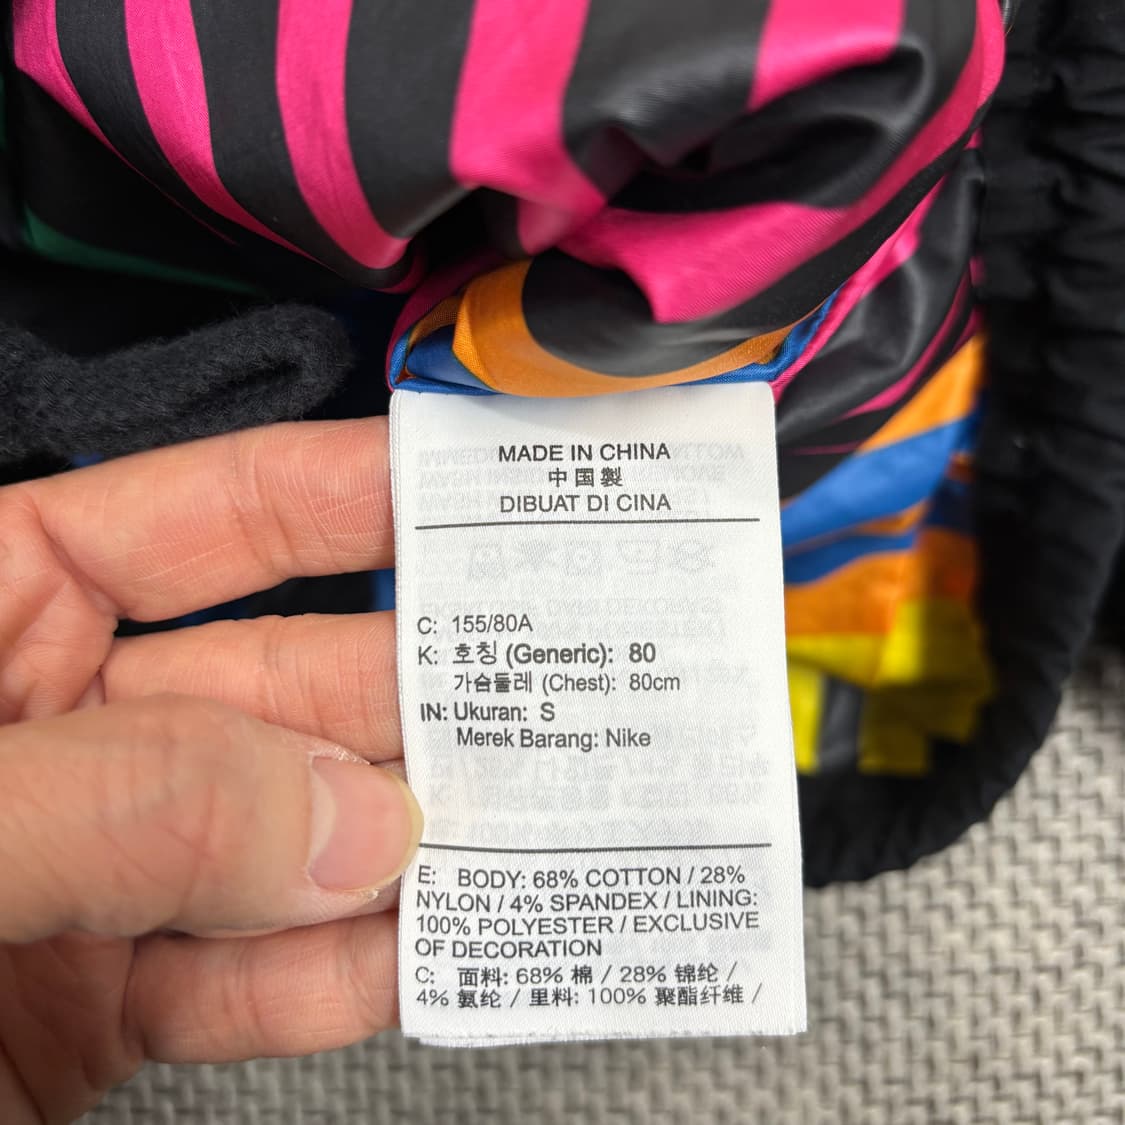 MADE IN CHINA
中国製
DIBUAT DI CINA
C: 155/80A
K: 호칭 (Generic): 80
가슴둘레 (Chest): 80cm
IN: Ukuran: S
Merek Barang: Nike
E: BODY: 68% COTTON / 28%
NYLON / 4% SPANDEX / LINING:
100% POLYESTER / EXCLUSIVE
OF DECORATION
C: 面料: 68% 棉 / 28% 锦纶 /
4% 氨纶 / 里料: 100% 聚酯纤维 /